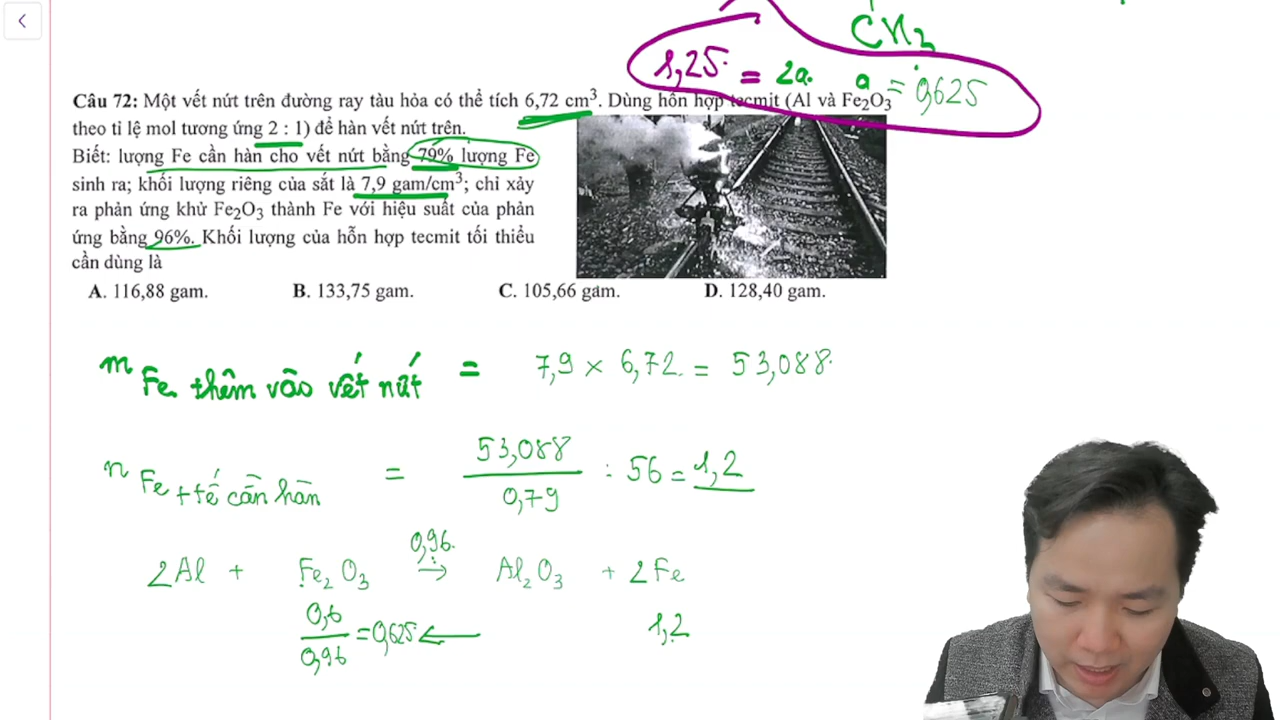 CH₂
1,25 = 2a. a = 0,625
Câu 72: Một vết nứt trên đường ray tàu hỏa có thể tích 6,72 cm³. Dùng hỗn hợp tecmit (Al và Fe₂O₃
theo tỉ lệ mol tương ứng 2 : 1) để hàn vết nứt trên.
Biết: lượng Fe cần hàn cho vết nứt bằng 79% lượng Fe
sinh ra; khối lượng riêng của sắt là 7,9 gam/cm³; chỉ xảy
ra phản ứng khử Fe₂O₃ thành Fe với hiệu suất của phản
ứng bằng 96%. Khối lượng của hỗn hợp tecmit tối thiểu
cần dùng là
A. 116,88 gam. B. 133,75 gam. C. 105,66 gam. D. 128,40 gam.
m Fe thêm vào vết nứt = 7,9 × 6,72 = 53,088
n Fe ttế cần hàn = 53,088 / 0,79 : 56 = 1,2
2Al + Fe₂O₃ 0,96 → Al₂O₃ + 2Fe
0,6 / 0,96 = 0,625 ← 1,2